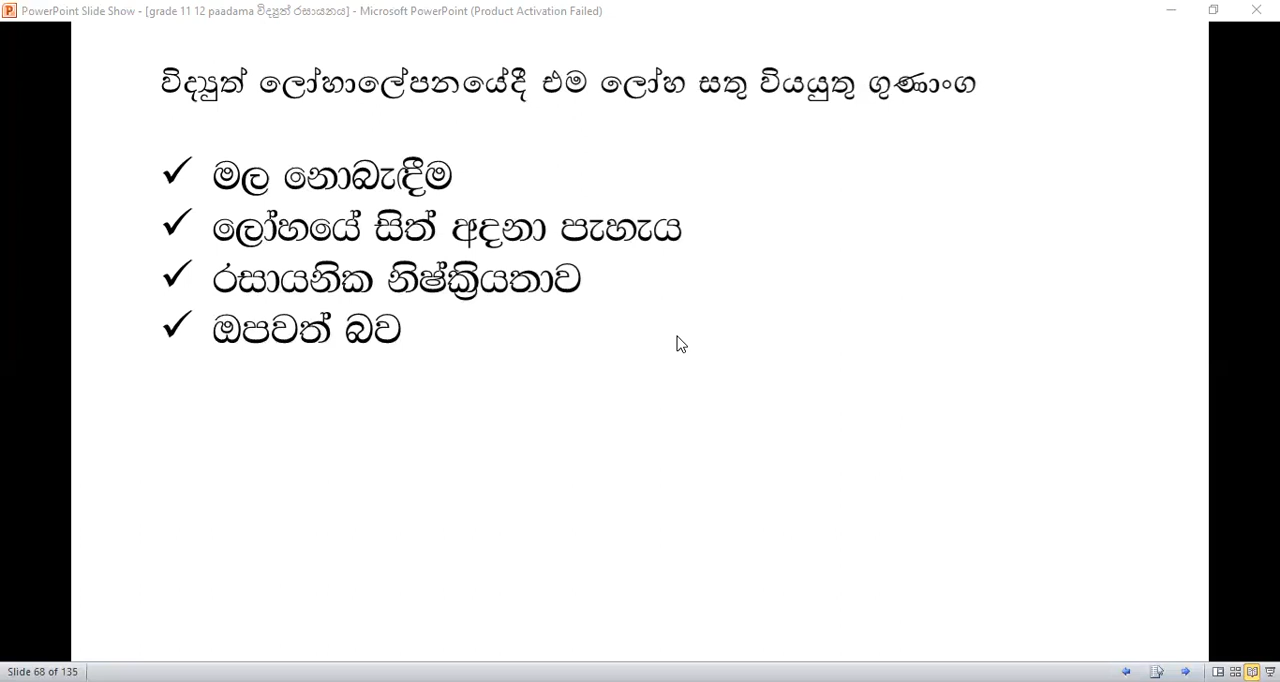 PowerPoint Slide Show - [grade 11 12 paadama විද්‍යුත් රසායනය] - Microsoft PowerPoint (Product Activation Failed)
විද්‍යුත් ලෝහාලේපනයේදී එම ලෝහ සතු වියයුතු ගුණාංග
✓ මල නොබැඳීම
✓ ලෝහයේ සිත් අදනා පැහැය
✓ රසායනික නිෂ්ක්‍රියතාව
✓ ඔපවත් බව
Slide 68 of 135